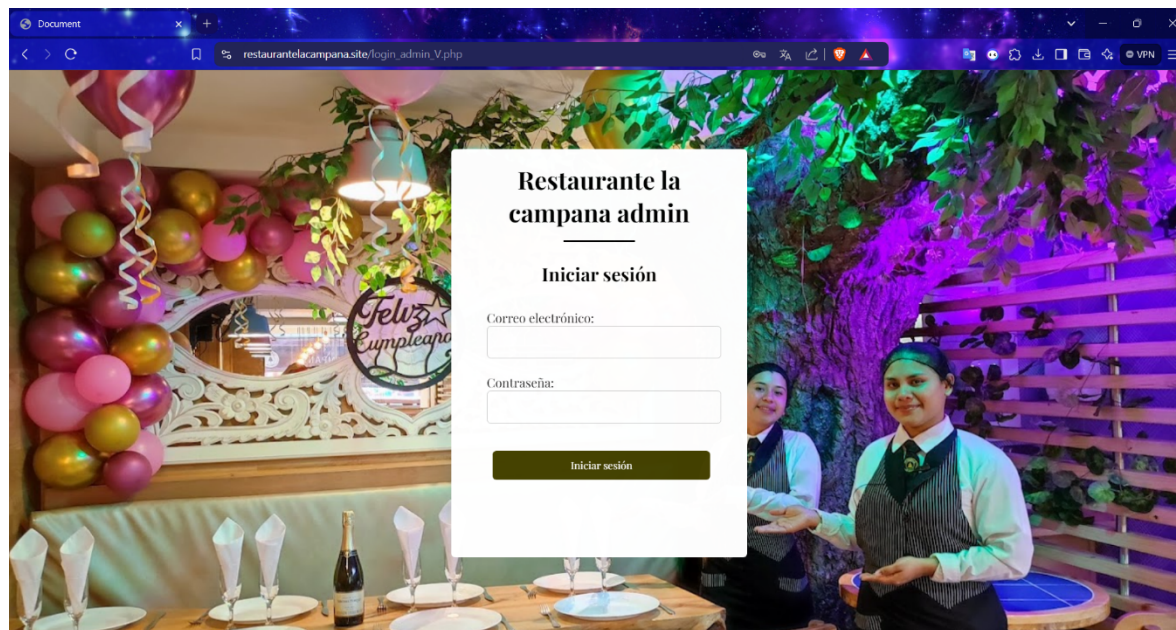 Document
restaurantelacampana.site/login_admin_V.php
VPN
Feliz
Cumpleaño
Restaurante la
campana admin
Iniciar sesión
Correo electrónico:
Contraseña:
Iniciar sesión